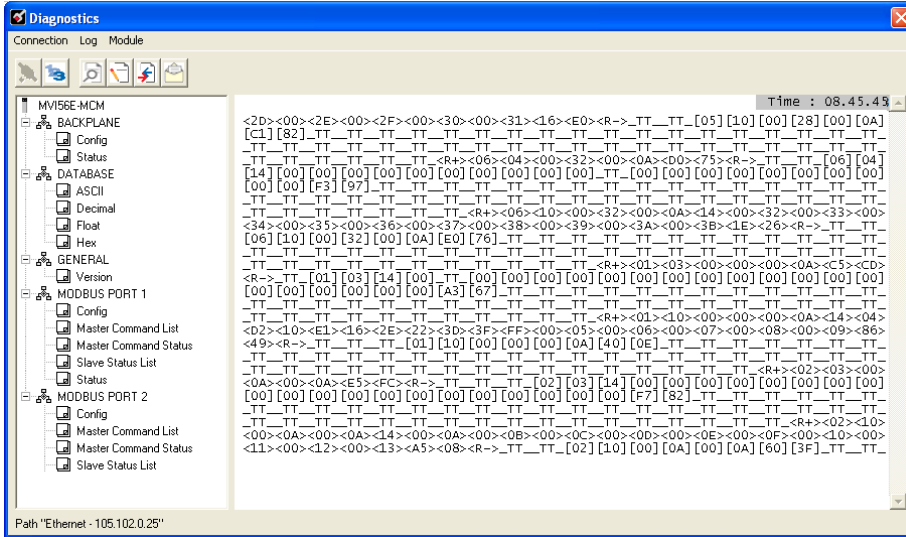 Diagnostics
Connection Log Module
MVI56E-MCM
BACKPLANE
Config
Status
DATABASE
ASCII
Decimal
Float
Hex
GENERAL
Version
MODBUS PORT 1
Config
Master Command List
Master Command Status
Slave Status List
Status
MODBUS PORT 2
Config
Master Command List
Master Command Status
Slave Status List
Time : 08.45.45
<2D><00><2E><00><2F><00><30><00><31><16><E0><R->_TT__TT_[05][10][00][28][00][0A]
[C1][82]_TT__TT__TT__TT__TT__TT__TT__TT__TT__TT__TT__TT__TT__TT__TT__TT__TT__TT_
_TT__TT__TT__TT__TT__TT__TT__TT__TT__TT__TT__TT__TT__TT__TT__TT__TT__TT__TT__TT_
_TT__TT__TT__TT__TT__TT_<R+><06><04><00><32><00><0A><D0><75><R->_TT__TT_[06][04]
[14][00][00][00][00][00][00][00][00][00][00]_TT_[00][00][00][00][00][00][00][00]
[00][00][F3][97]_TT__TT__TT__TT__TT__TT__TT__TT__TT__TT__TT__TT__TT__TT__TT__TT_
_TT__TT__TT__TT__TT__TT__TT__TT__TT__TT__TT__TT__TT__TT__TT__TT__TT__TT__TT__TT_
_TT__TT__TT__TT__TT__TT__TT_<R+><06><10><00><32><00><0A><14><00><32><00><33><00>
<34><00><35><00><36><00><37><00><38><00><39><00><3A><00><3B><1E><26><R->_TT__TT_
[06][10][00][32][00][0A][E0][76]_TT__TT__TT__TT__TT__TT__TT__TT__TT__TT__TT__TT_
_TT__TT__TT__TT__TT__TT__TT__TT__TT__TT__TT__TT__TT__TT__TT__TT__TT__TT__TT__TT_
_TT__TT__TT__TT__TT__TT__TT__TT__TT__TT__TT_<R+><01><03><00><00><00><0A><C5><CD>
<R->_TT_[01][03][14][00]_TT_[00][00][00][00][00][00][00][00][00][00][00][00][00]
[00][00][00][00][00][00][A3][67]_TT__TT__TT__TT__TT__TT__TT__TT__TT__TT__TT__TT_
_TT__TT__TT__TT__TT__TT__TT__TT__TT__TT__TT__TT__TT__TT__TT__TT__TT__TT__TT__TT_
_TT__TT__TT__TT__TT__TT__TT__TT__TT__TT__TT_<R+><01><10><00><00><00><0A><14><04>
<D2><10><E1><16><2E><22><3D><3F><FF><00><05><00><06><00><07><00><08><00><09><86>
<49><R->_TT__TT__TT_[01][10][00][00][00][0A][40][0E]_TT__TT__TT__TT__TT__TT__TT_
_TT__TT__TT__TT__TT__TT__TT__TT__TT__TT__TT__TT__TT__TT__TT__TT__TT__TT__TT__TT_
_TT__TT__TT__TT__TT__TT__TT__TT__TT__TT__TT__TT__TT__TT__TT__TT_<R+><02><03><00>
<0A><00><0A><E5><FC><R->_TT__TT__TT_[02][03][14][00][00][00][00][00][00][00][00]
[00][00][00][00][00][00][00][00][00][00][00][00][F7][82]_TT__TT__TT__TT__TT__TT_
_TT__TT__TT__TT__TT__TT__TT__TT__TT__TT__TT__TT__TT__TT__TT__TT__TT__TT__TT__TT_
_TT__TT__TT__TT__TT__TT__TT__TT__TT__TT__TT__TT__TT__TT__TT__TT__TT_<R+><02><10>
<00><0A><00><0A><14><00><0A><00><0B><00><0C><00><0D><00><0E><00><0F><00><10><00>
<11><00><12><00><13><A5><08><R->_TT__TT_[02][10][00][0A][00][0A][60][3F]_TT__TT_
Path "Ethernet - 105.102.0.25"